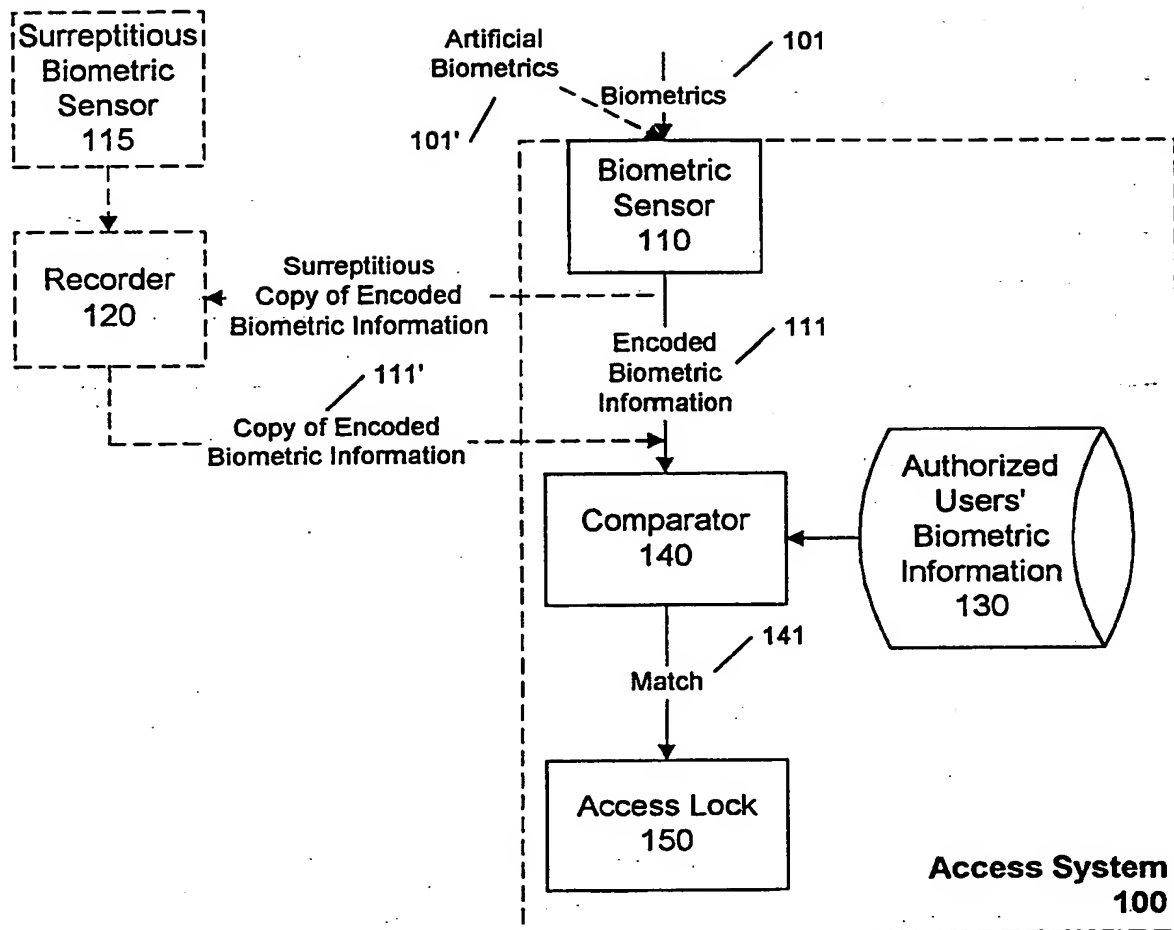 Surreptitious
Biometric
Sensor
115
Artificial
Biometrics
101
Biometrics
101'
Biometric
Sensor
110
Recorder
120
Surreptitious
Copy of Encoded
Biometric Information
111
Encoded
Biometric
Information
111'
Copy of Encoded
Biometric Information
Authorized
Users'
Biometric
Information
130
Comparator
140
141
Match
Access Lock
150
Access System
100